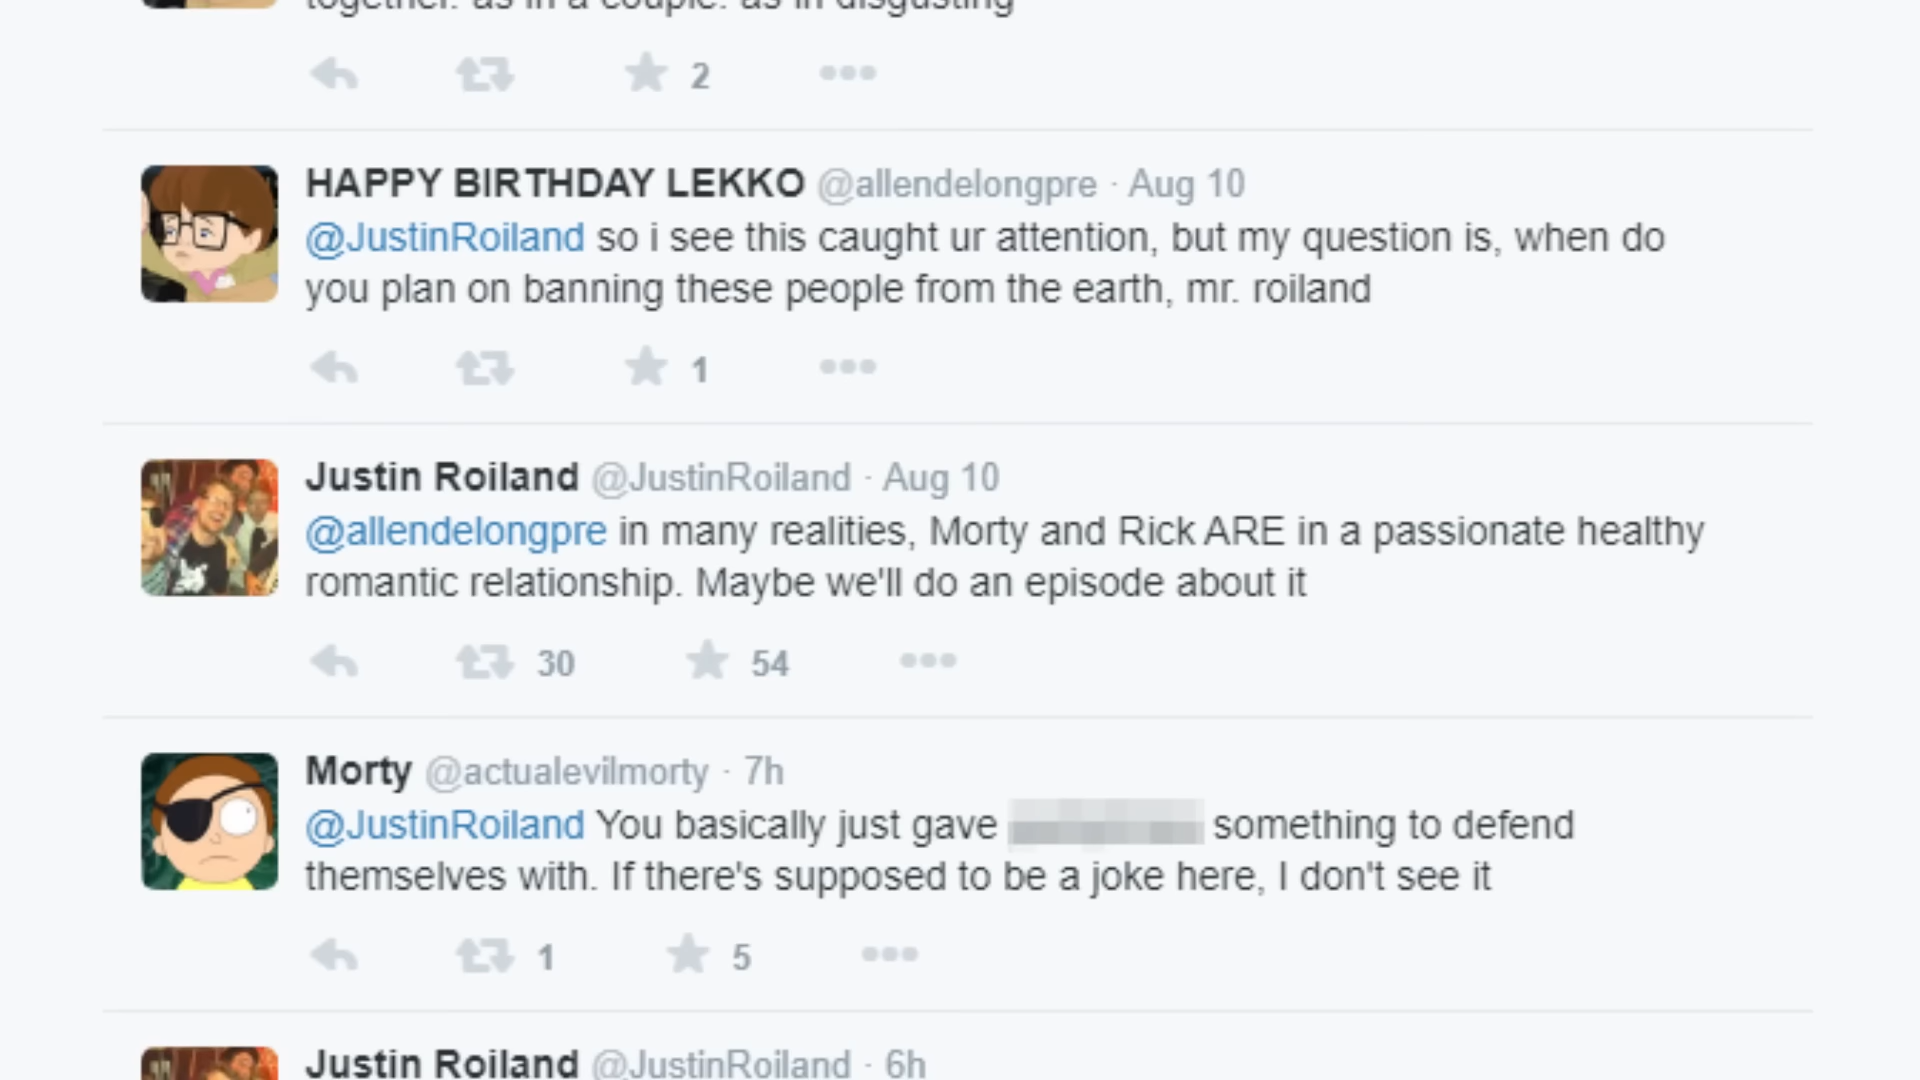 together. as in a couple. as in disgusting
2
HAPPY BIRTHDAY LEKKO @allendelongpre · Aug 10
@JustinRoiland so i see this caught ur attention, but my question is, when do
you plan on banning these people from the earth, mr. roiland
1
Justin Roiland @JustinRoiland · Aug 10
@allendelongpre in many realities, Morty and Rick ARE in a passionate healthy
romantic relationship. Maybe we'll do an episode about it
30 54
Morty @actualevilmorty · 7h
@JustinRoiland You basically just gave something to defend
themselves with. If there's supposed to be a joke here, I don't see it
1 5
Justin Roiland @JustinRoiland · 6h